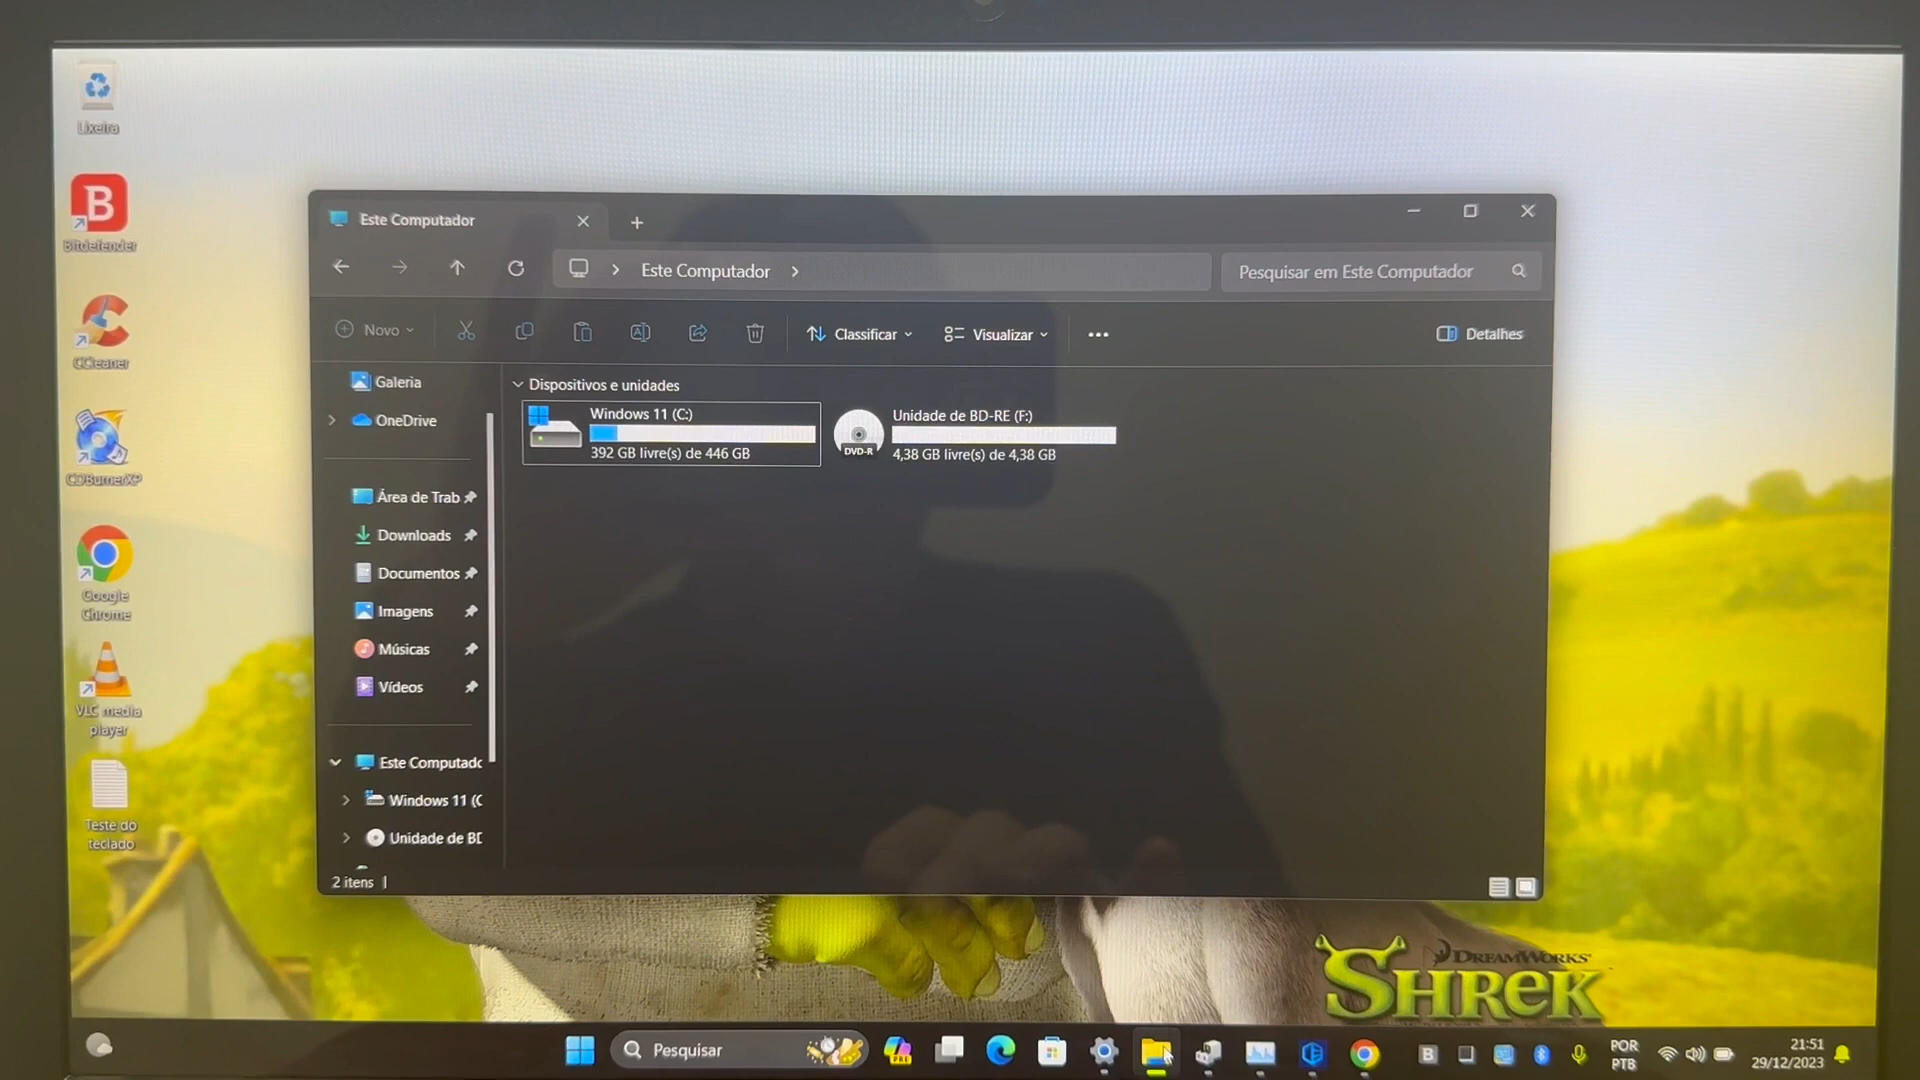 Lixeira
Bitdefender
CCleaner
CDBurnerXP
Google
Chrome
VLC media
player
Teste do
teclado
Este Computador
Este Computador
Pesquisar em Este Computador
Novo
Classificar
Visualizar
Detalhes
Galeria
OneDrive
Área de Trab
Downloads
Documentos
Imagens
Músicas
Vídeos
Este Computadc
Windows 11 (C
Unidade de BD
2 itens
Dispositivos e unidades
Windows 11 (C:)
392 GB livre(s) de 446 GB
DVD-R
Unidade de BD-RE (F:)
4,38 GB livre(s) de 4,38 GB
DREAMWORKS
SHREK
Pesquisar
PRE
POR
PTB
21:51
29/12/2023